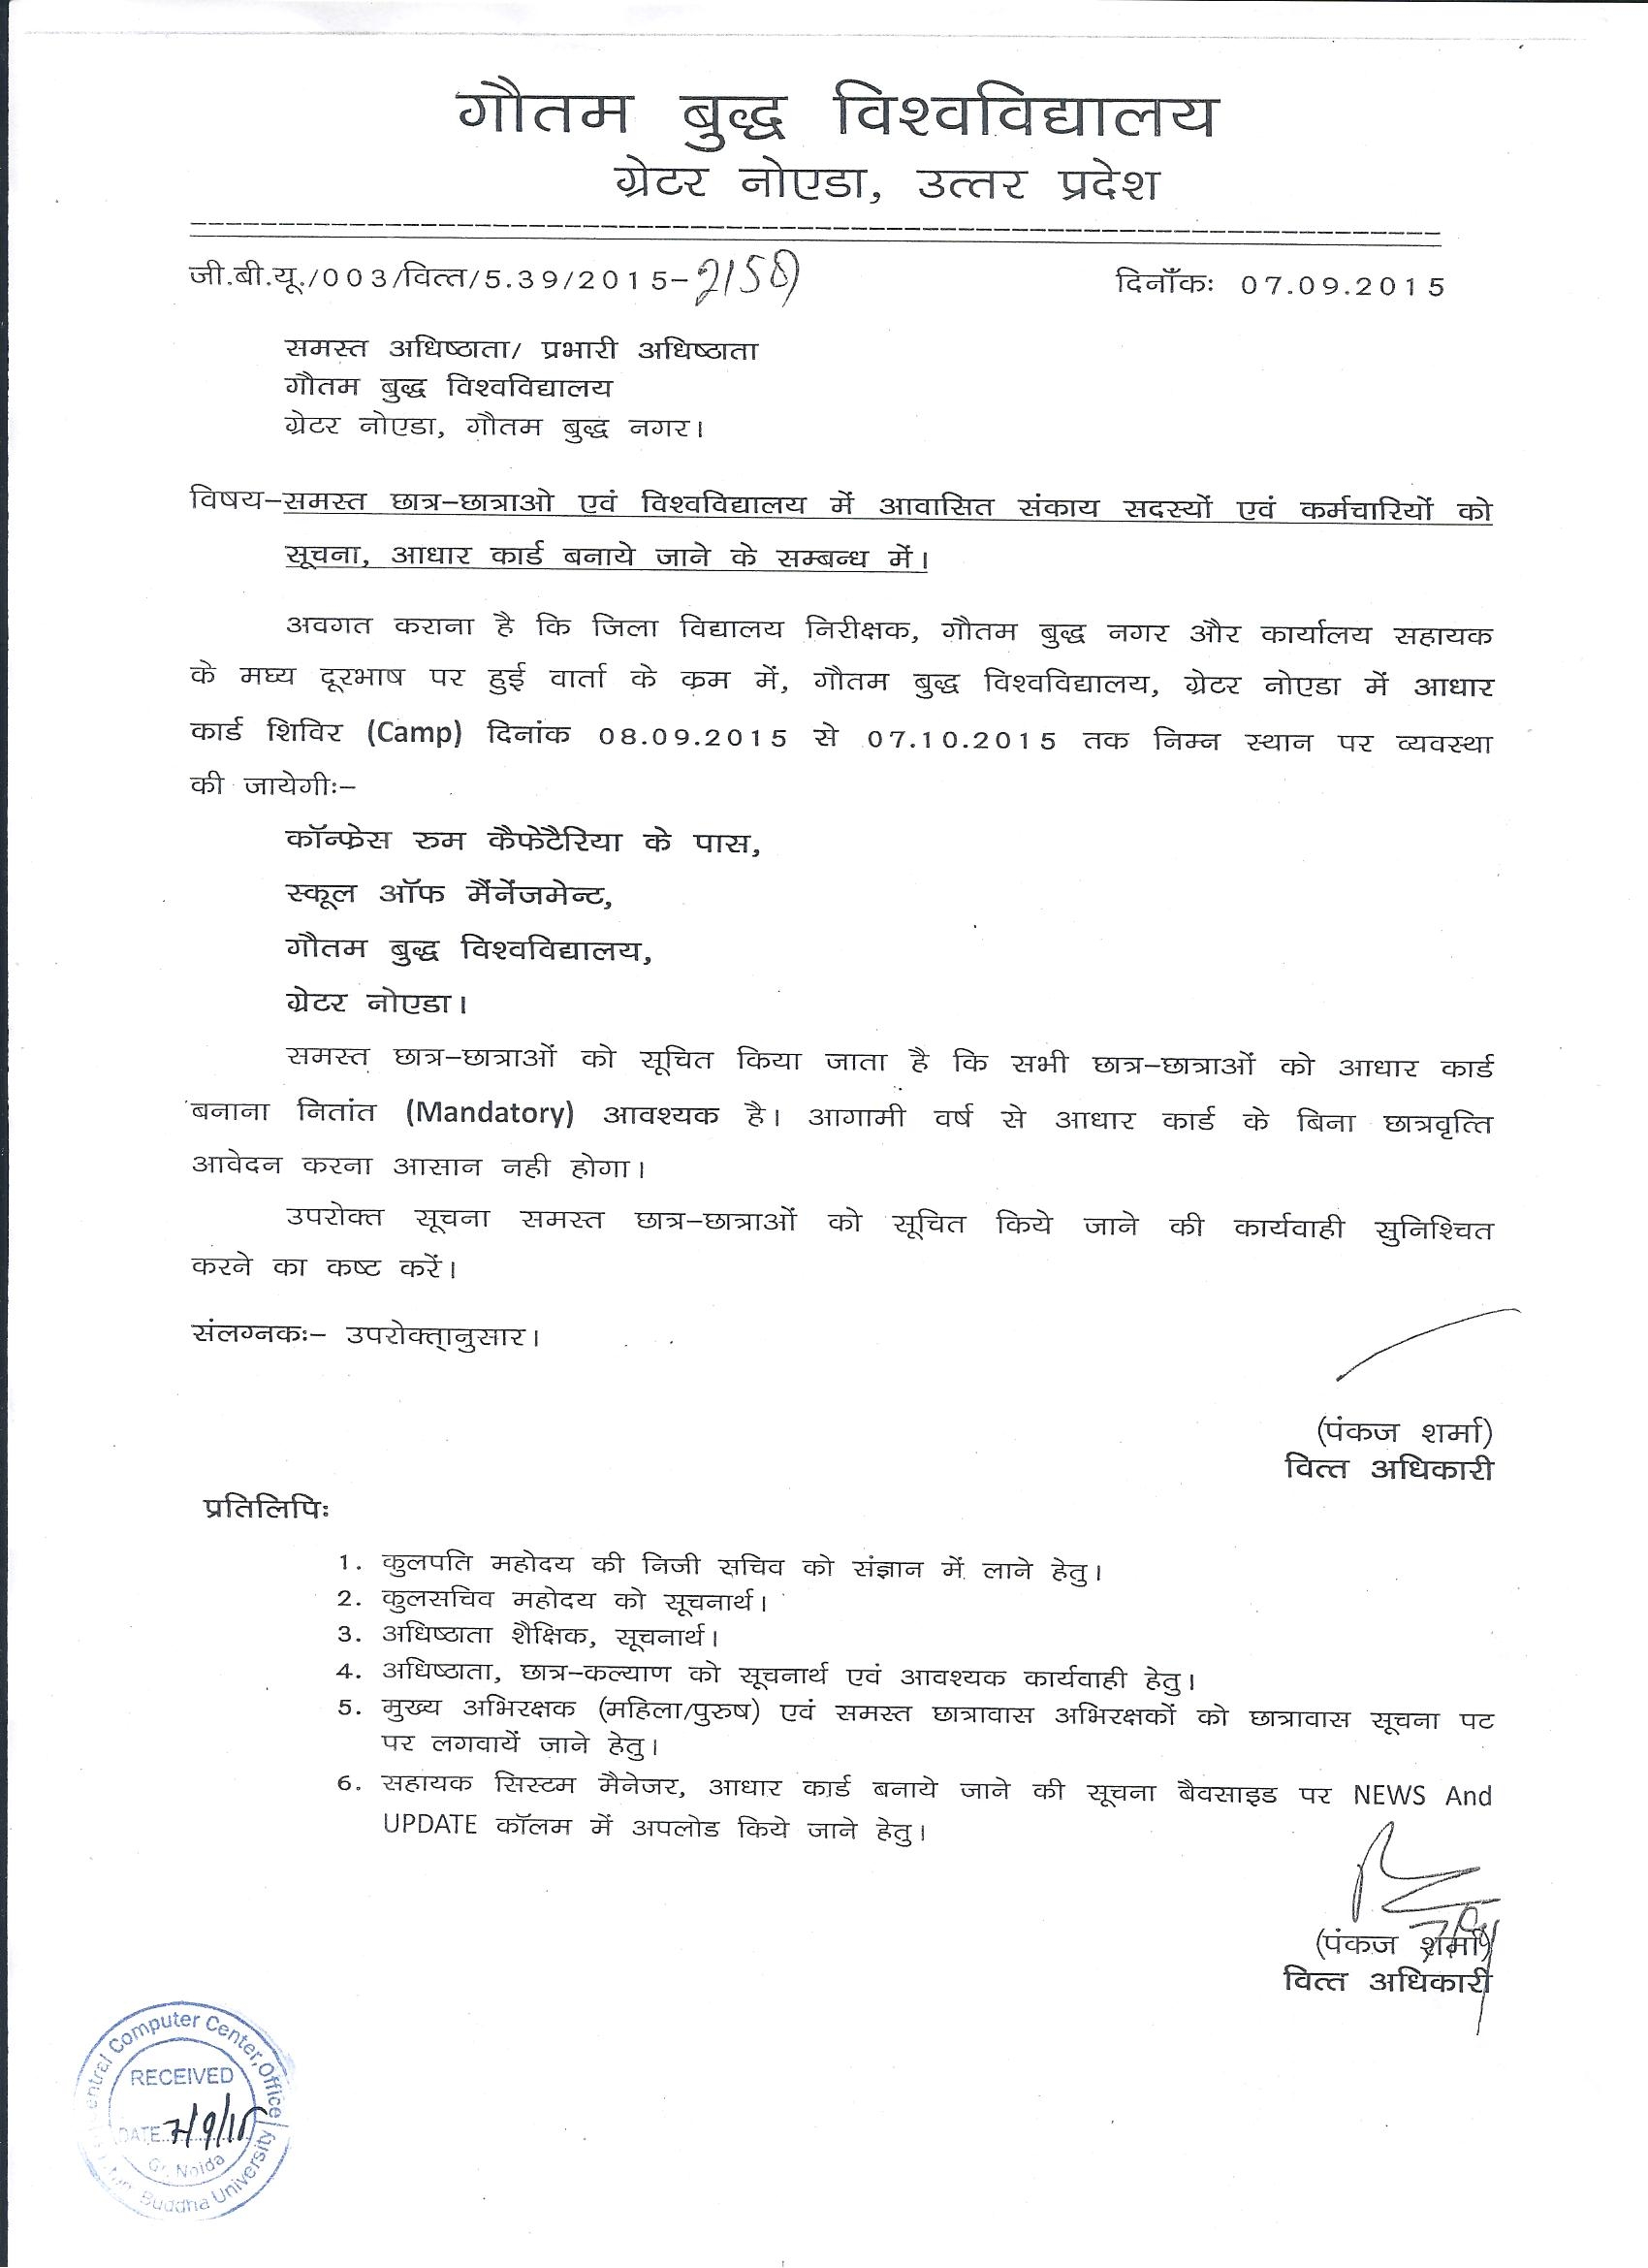 गौतम बुद्ध विश्वविद्यालय
ग्रेटर नोएडा, उत्तर प्रदेश
जी.बी.यू./003/वित्त/5.39/2015-
दिनाँकः 07.09.2015
समस्त अधिष्ठाता/ प्रभारी अधिष्ठाता
गौतम बुद्ध विश्वविद्यालय
ग्रेटर नोएडा, गौतम बुद्ध नगर।
विषय–समस्त छात्र–छात्राओ एवं विश्वविद्यालय में आवासित संकाय सदस्यों एवं कर्मचारियों को
सूचना, आधार कार्ड बनाये जाने के सम्बन्ध में।
अवगत कराना है कि जिला विद्यालय निरीक्षक, गौतम बुद्ध नगर और कार्यालय सहायक
के मघ्य दूरभाष पर हुई वार्ता के क्रम में, गौतम बुद्ध विश्वविद्यालय, ग्रेटर नोएडा में आधार
कार्ड शिविर (Camp) दिनांक 08.09.2015 से 07.10.2015 तक निम्न स्थान पर व्यवस्था
की जायेगीः–
कॉन्फ्रेस रुम कैफेटैरिया के पास,
स्कूल ऑफ मैंनेंजमेन्ट,
गौतम बुद्ध विश्वविद्यालय,
ग्रेटर नोएडा।
समस्त छात्र–छात्राओं को सूचित किया जाता है कि सभी छात्र–छात्राओं को आधार कार्ड
बनाना नितांत (Mandatory) आवश्यक है। आगामी वर्ष से आधार कार्ड के बिना छात्रवृत्ति
आवेदन करना आसान नही होगा।
उपरोक्त सूचना समस्त छात्र–छात्राओं को सूचित किये जाने की कार्यवाही सुनिश्चित
करने का कष्ट करें।
संलग्नकः– उपरोक्तानुसार।
(पंकज शर्मा)
वित्त अधिकारी
प्रतिलिपिः
1. कुलपति महोदय की निजी सचिव को संज्ञान में लाने हेतु।
2. कुलसचिव महोदय को सूचनार्थ।
3. अधिष्ठाता शैक्षिक, सूचनार्थ।
4. अधिष्ठाता, छात्र–कल्याण को सूचनार्थ एवं आवश्यक कार्यवाही हेतु।
5. मुख्य अभिरक्षक (महिला/पुरुष) एवं समस्त छात्रावास अभिरक्षकों को छात्रावास सूचना पट
पर लगवायें जाने हेतु।
6. सहायक सिस्टम मैनेजर, आधार कार्ड बनाये जाने की सूचना बैवसाइड पर NEWS And
UPDATE कॉलम में अपलोड किये जाने हेतु।
(पंकज शर्मा)
वित्त अधिकारी
Computer Center, Office
RECEIVED
DATE 7/9/15
Gr. Noida
Buddha University